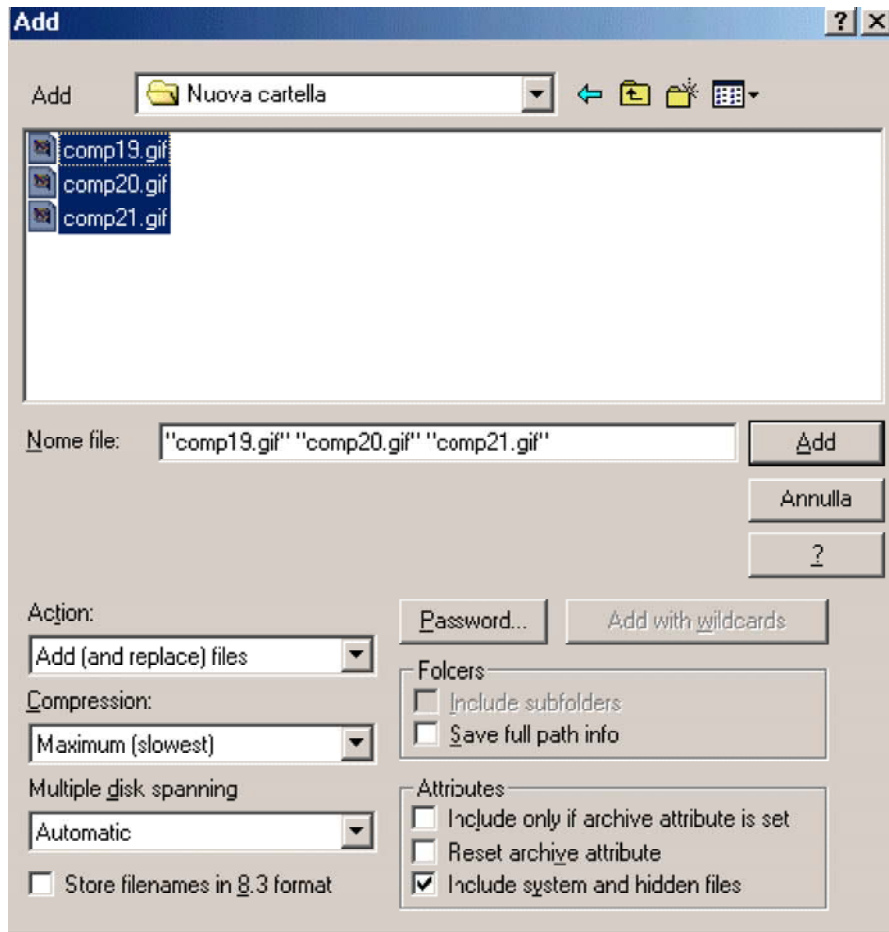 Add
Add Nuova cartella
comp19.gif
comp20.gif
comp21.gif
Nome file: "comp19.gif" "comp20.gif" "comp21.gif" Add
Annulla
?
Action: Password... Add with wildcards
Add (and replace) files
Folcers
Include subfolders
Compression:
Save full path info
Maximum (slowest)
Multiple disk spanning
Attributes
Include only if archive attribute is set
Automatic
Reset archive attribute
Store filenames in 8.3 format
Include system and hidden files